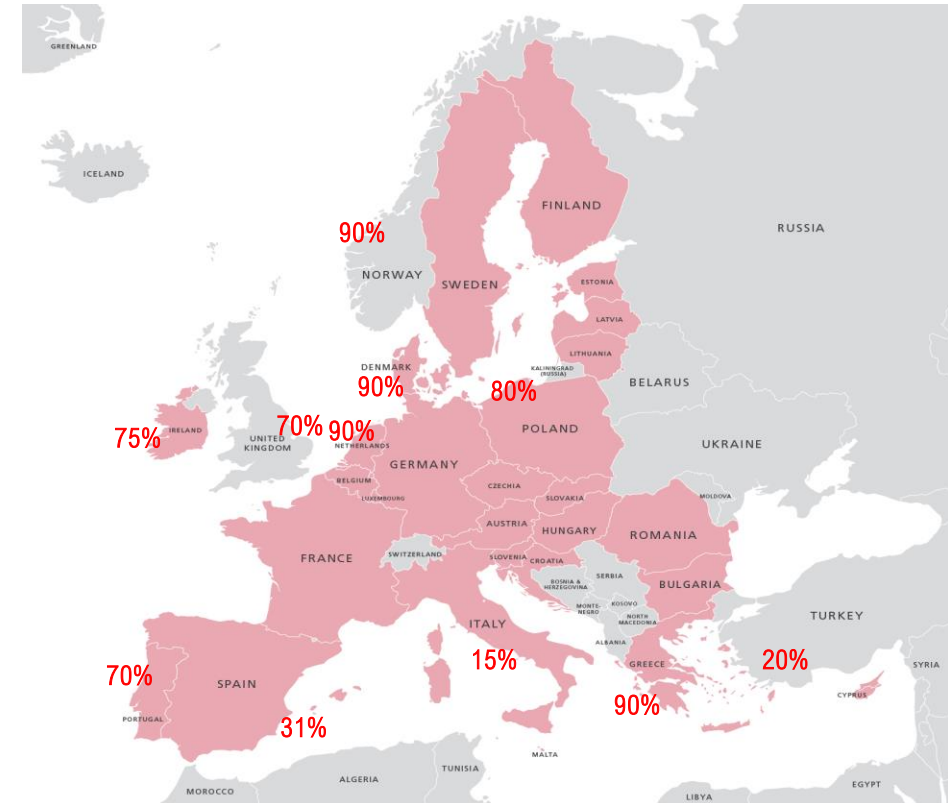 GREENLAND
ICELAND
FINLAND
RUSSIA
90%
NORWAY
SWEDEN
ESTONIA
LATVIA
LITHUANIA
DENMARK
KALININGRAD
(RUSSIA)
BELARUS
90%
80%
75%
IRELAND
70%
90%
UNITED
KINGDOM
NETHERLANDS
POLAND
UKRAINE
GERMANY
BELGIUM
CZECHIA
LUXEMBOURG
SLOVAKIA
MOLDOVA
AUSTRIA
HUNGARY
ROMANIA
FRANCE
SWITZERLAND
SLOVENIA
CROATIA
SERBIA
BOSNIA &
HERZEGOVINA
BULGARIA
MONTE-
NEGRO
KOSOVO
NORTH
MACEDONIA
TURKEY
ITALY
ALBANIA
15%
GREECE
20%
SYRIA
70%
SPAIN
CYPRUS
90%
PORTUGAL
31%
MALTA
TUNISIA
ALGERIA
MOROCCO
EGYPT
LIBYA